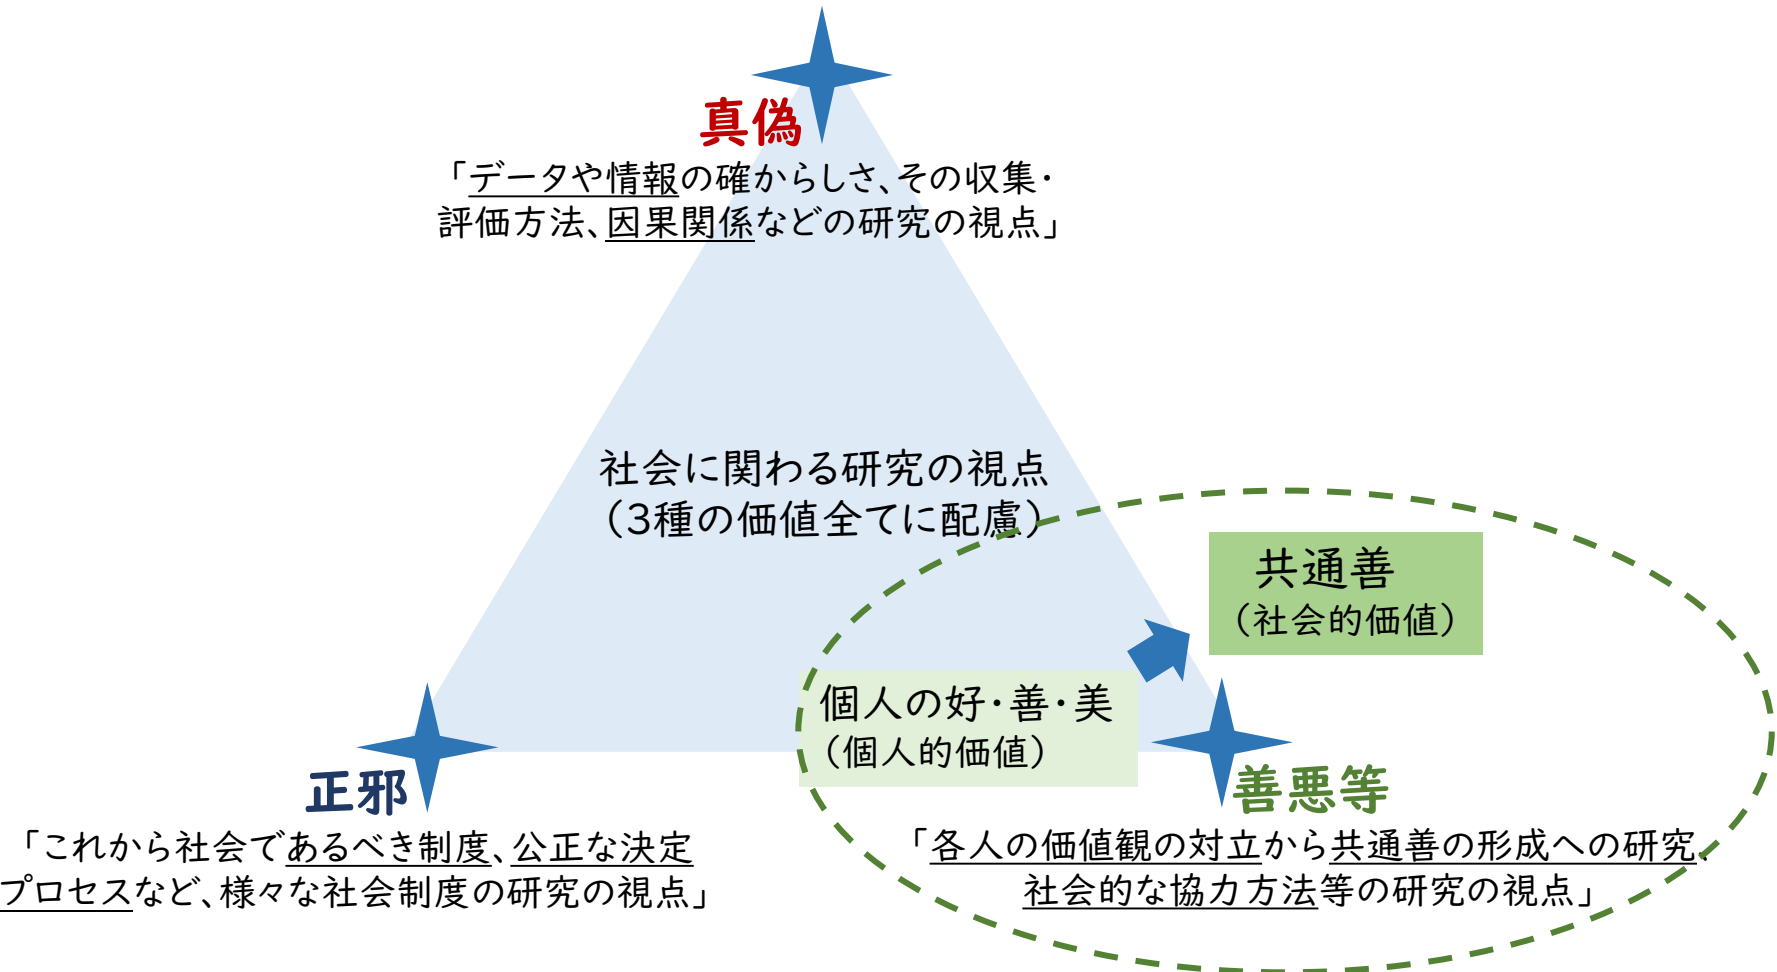 真偽
「データや情報の確からしさ、その収集・
評価方法、因果関係などの研究の視点」
社会に関わる研究の視点
(3種の価値全てに配慮)
共通善
(社会的価値)
個人の好・善・美
(個人的価値)
正邪
「これから社会であるべき制度、公正な決定
プロセスなど、様々な社会制度の研究の視点」
善悪等
「各人の価値観の対立から共通善の形成への研究、
社会的な協力方法等の研究の視点」